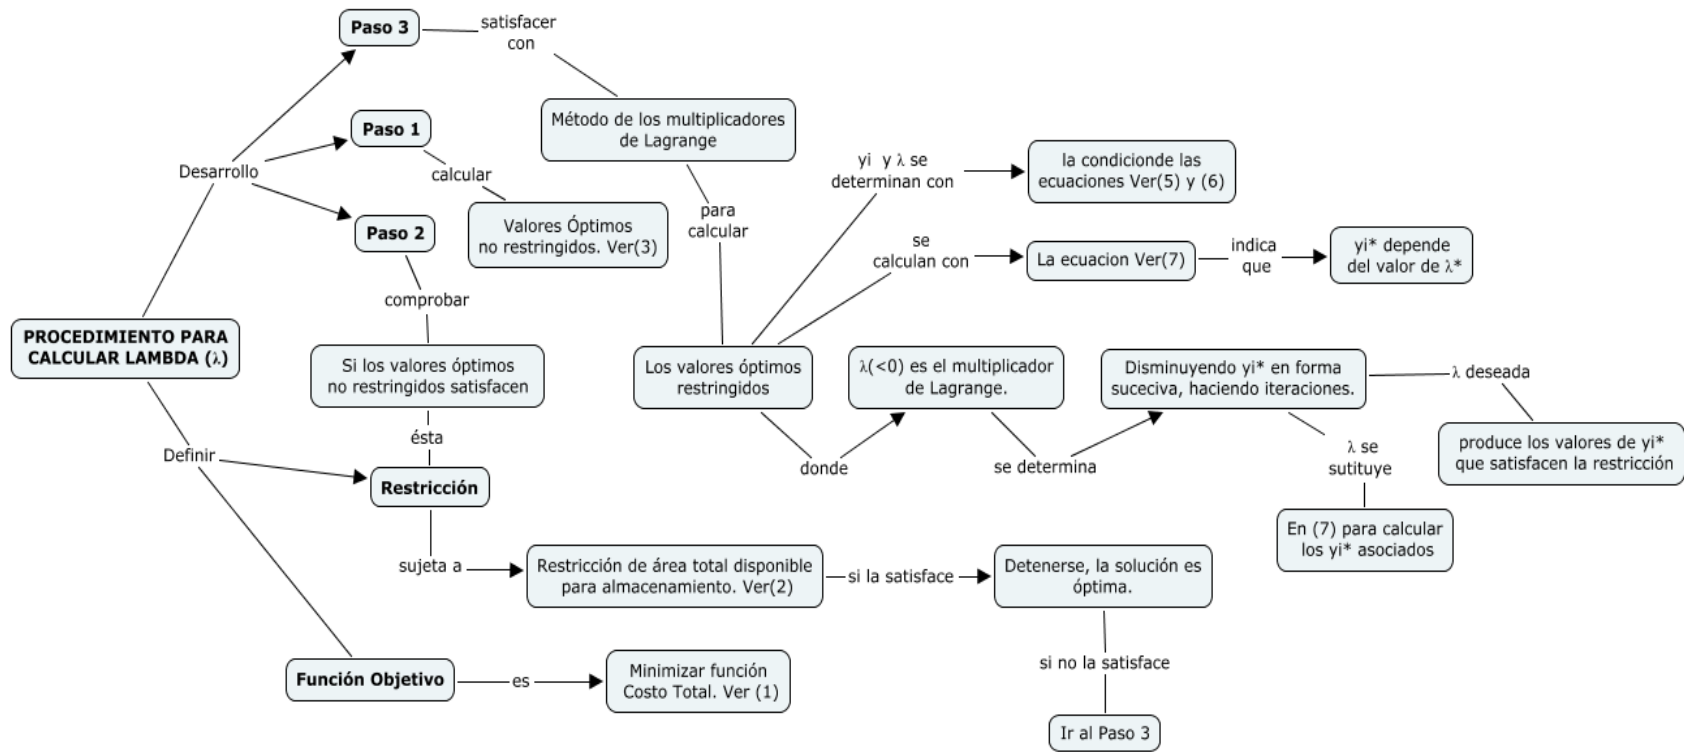 Paso 3
satisfacer
con
Método de los multiplicadores
de Lagrange
Paso 1
Desarrollo
calcular
Paso 2
Valores Óptimos
no restringidos. Ver(3)
para
calcular
yi y λ se
determinan con
la condicionde las
ecuaciones Ver(5) y (6)
se
calculan con
La ecuacion Ver(7)
indica
que
yi* depende
del valor de λ*
comprobar
PROCEDIMIENTO PARA
CALCULAR LAMBDA (λ)
Si los valores óptimos
no restringidos satisfacen
Los valores óptimos
restringidos
λ(<0) es el multiplicador
de Lagrange.
Disminuyendo yi* en forma
suceciva, haciendo iteraciones.
λ deseada
produce los valores de yi*
que satisfacen la restricción
ésta
Definir
donde
se determina
λ se
sutituye
Restricción
En (7) para calcular
los yi* asociados
sujeta a
Restricción de área total disponible
para almacenamiento. Ver(2)
si la satisface
Detenerse, la solución es
óptima.
si no la satisface
Función Objetivo
es
Minimizar función
Costo Total. Ver (1)
Ir al Paso 3